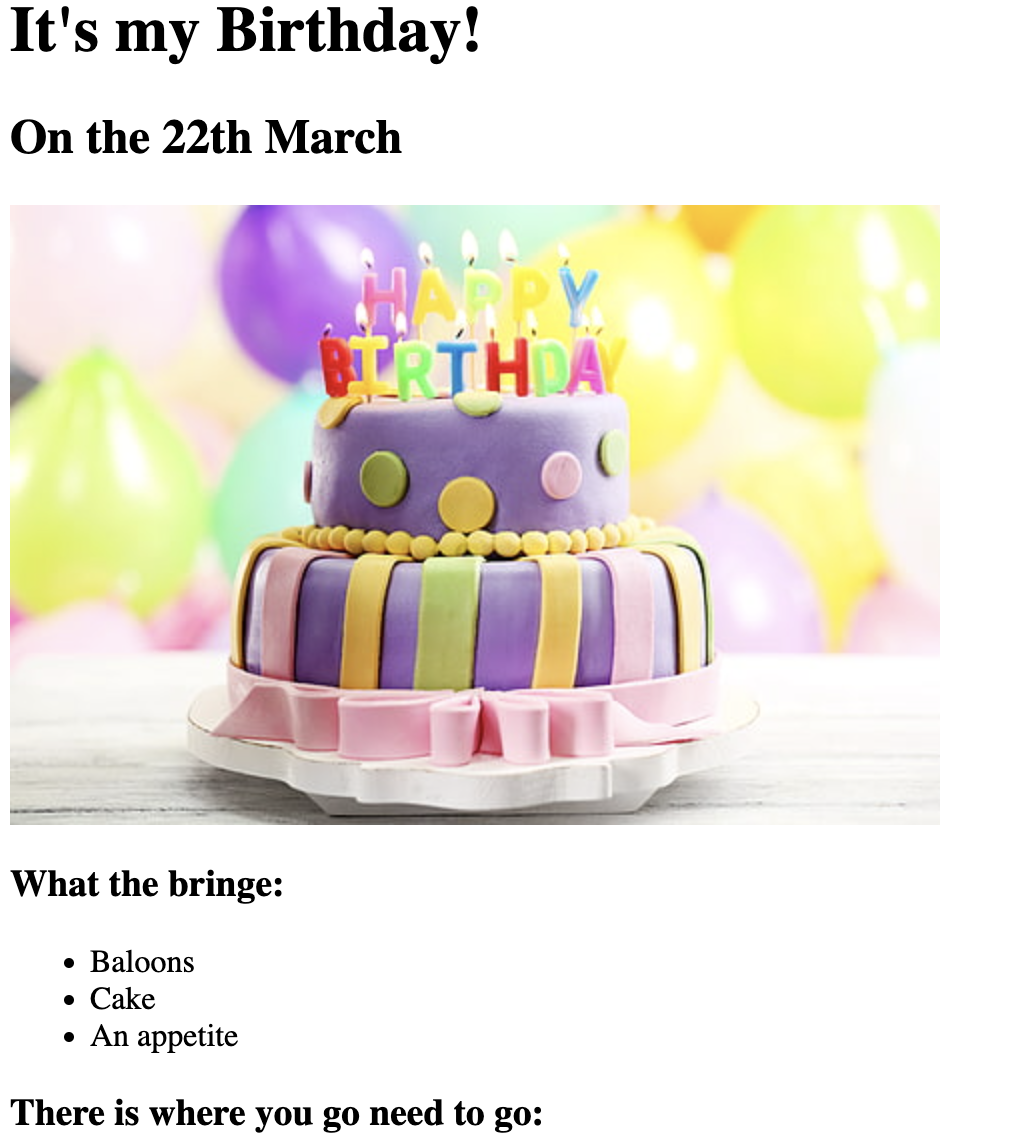 It's my Birthday!
On the 22th March
HAPPY
BIRTHDAY
What the bringe:
Baloons
Cake
An appetite
There is where you go need to go: